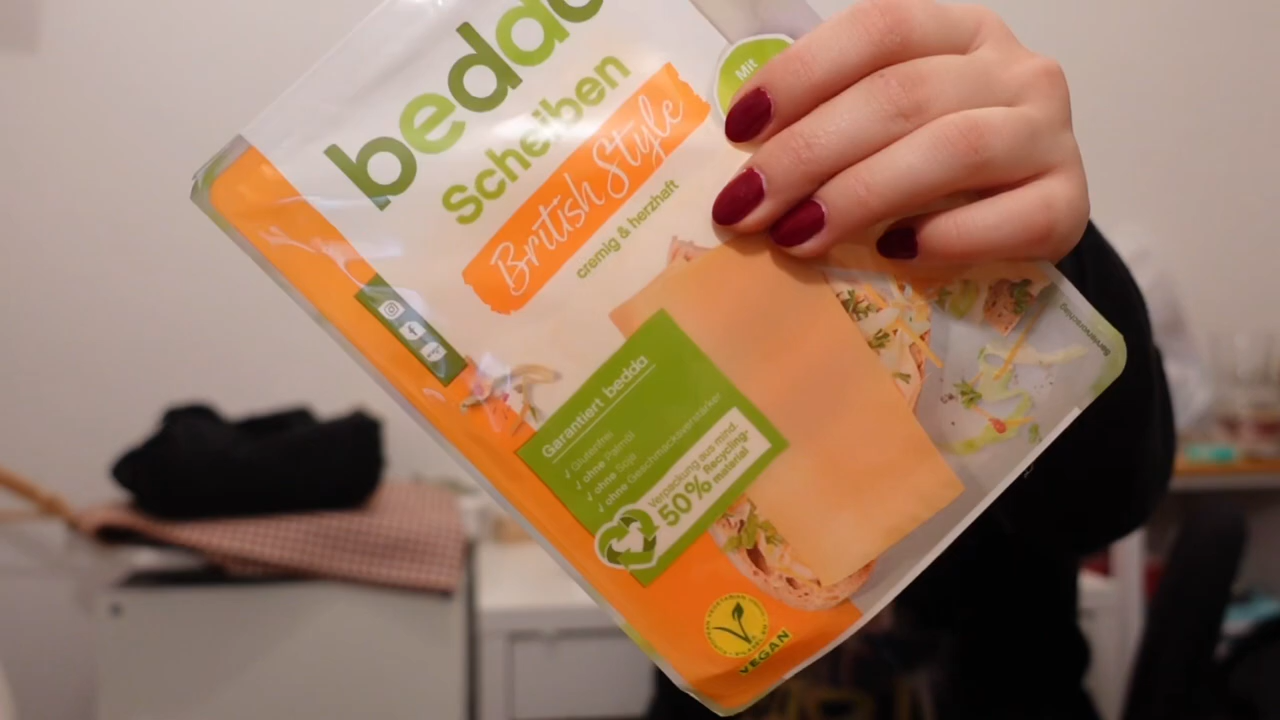 bedda
Scheiben
British Style
cremig & herzhaft
Mit
Garantiert bedda
√ Glutenfrei
√ ohne Palmöl
√ ohne Soja
√ ohne Geschmacksverstärker
Verpackung aus mind.
50% Recycling-
material
VEGAN
Serviervorschlag